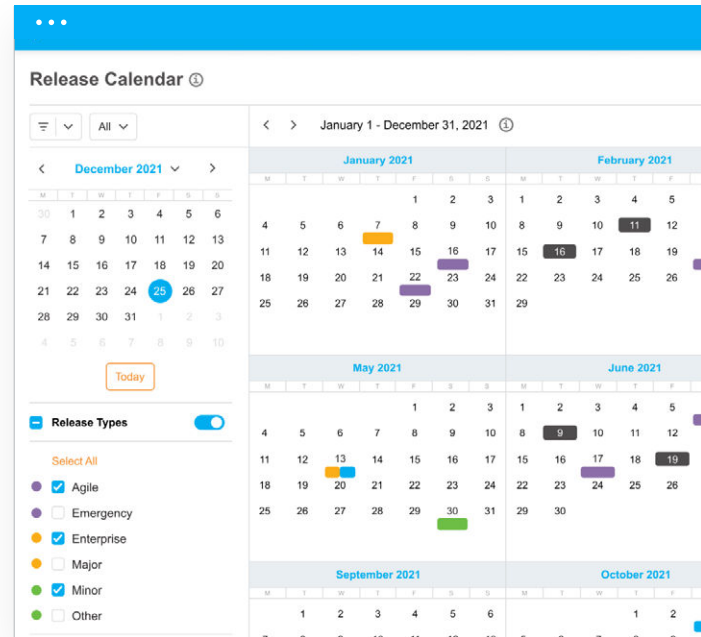 Release Calendar
All
January 1 - December 31, 2021
December 2021
M T W T F S S
30 1 2 3 4 5 6
7 8 9 10 11 12 13
14 15 16 17 18 19 20
21 22 23 24 25 26 27
28 29 30 31 1 2 3
4 5 6 7 8 9 10
Today
Release Types
Select All
Agile
Emergency
Enterprise
Major
Minor
Other
January 2021
M T W T F S S
1 2 3
4 5 6 7 8 9 10
11 12 13 14 15 16 17
18 19 20 21 22 23 24
25 26 27 28 29 30 31
February 2021
M T W T F
1 2 3 4 5
8 9 10 11 12
15 16 17 18 19
22 23 24 25 26
29
May 2021
M T W T F S S
1 2 3
4 5 6 7 8 9 10
11 12 13 14 15 16 17
18 19 20 21 22 23 24
25 26 27 28 29 30 31
June 2021
M T W T F
1 2 3 4 5
8 9 10 11 12
15 16 17 18 19
22 23 24 25 26
29 30
September 2021
M T W T F S S
1 2 3 4 5 6
October 2021
M T W T F
1 2